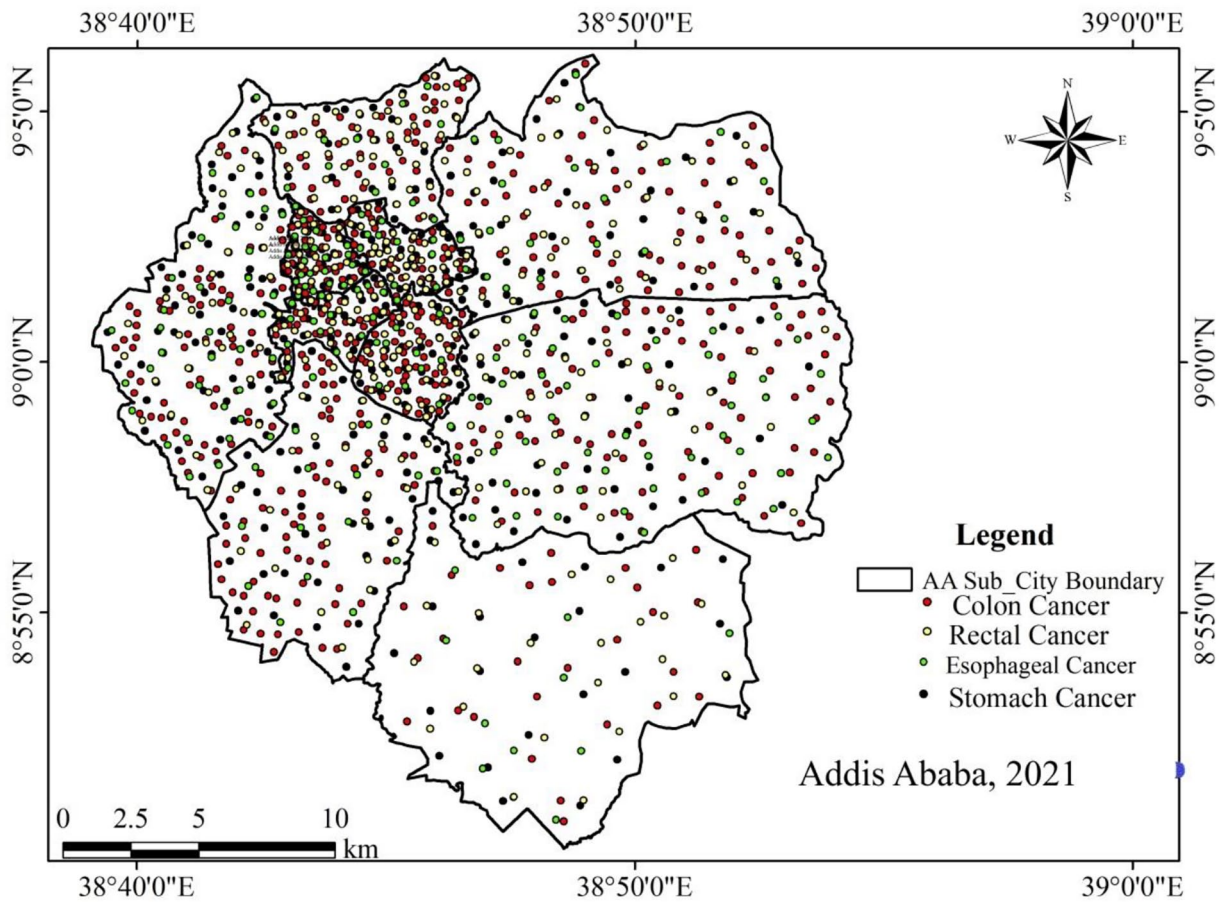 38°40'0"E 38°50'0"E 39°0'0"E
9°5'0"N 9°5'0"N
N
W E
S
9°0'0"N 9°0'0"N
Legend
AA Sub_City Boundary
Colon Cancer
Rectal Cancer
Esophageal Cancer
Stomach Cancer
8°55'0"N 8°55'0"N
Addis Ababa, 2021
0 2.5 5 10
km
38°40'0"E 38°50'0"E 39°0'0"E